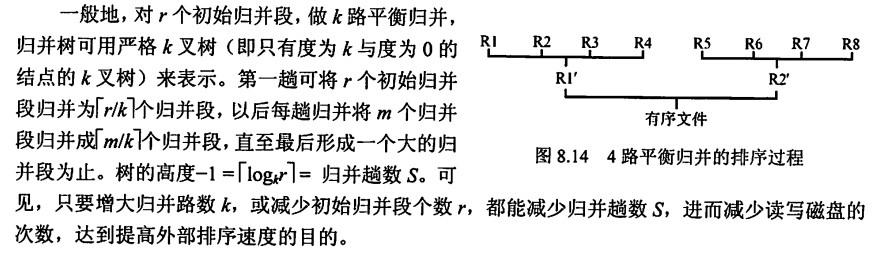 一般地，对 r 个初始归并段，做 k 路平衡归并，
归并树可用严格 k 叉树（即只有度为 k 与度为 0 的
结点的 k 叉树）来表示。第一趟可将 r 个初始归并
段归并为⌈r/k⌉个归并段，以后每趟归并将 m 个归并
段归并成⌈m/k⌉个归并段，直至最后形成一个大的归
并段为止。树的高度−1 =⌈logₖr⌉= 归并趟数 S。可
见，只要增大归并路数 k，或减少初始归并段个数 r，都能减少归并趟数 S，进而减少读写磁盘的
次数，达到提高外部排序速度的目的。
R1 R2 R3 R4 R5 R6 R7 R8
R1′ R2′
有序文件
图 8.14 4 路平衡归并的排序过程